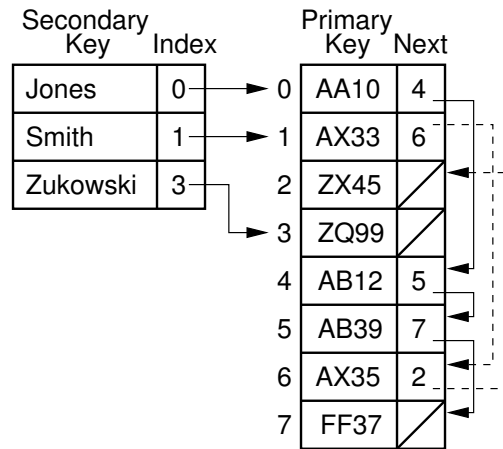 Secondary Key Index
Jones 0
Smith 1
Zukowski 3
Primary Key Next
0 AA10 4
1 AX33 6
2 ZX45
3 ZQ99
4 AB12 5
5 AB39 7
6 AX35 2
7 FF37